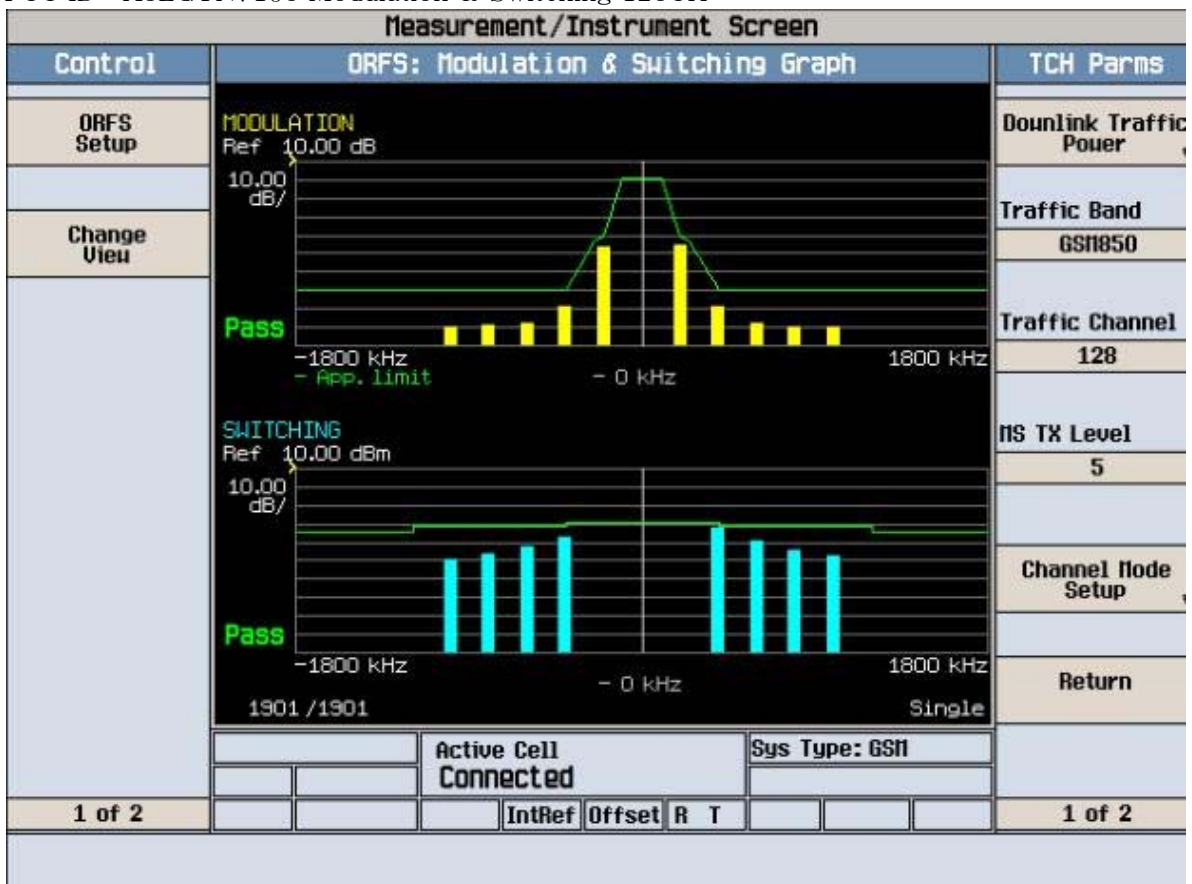 Measurement/Instrument Screen
Control
ORFS: Modulation & Switching Graph
TCH Parms
ORFS
Setup
Change
View
1 of 2
MODULATION
Ref 10.00 dB
10.00
dB/
Pass
-1800 kHz
1800 kHz
- App. limit
- 0 kHz
SWITCHING
Ref 10.00 dBm
10.00
dB/
Pass
-1800 kHz
1800 kHz
- 0 kHz
1901 /1901
Single
Active Cell
Connected
Sys Type: GSM
IntRef
Offset
R T
Downlink Traffic
Power
Traffic Band
GSM850
Traffic Channel
128
MS TX Level
5
Channel Mode
Setup
Return
1 of 2